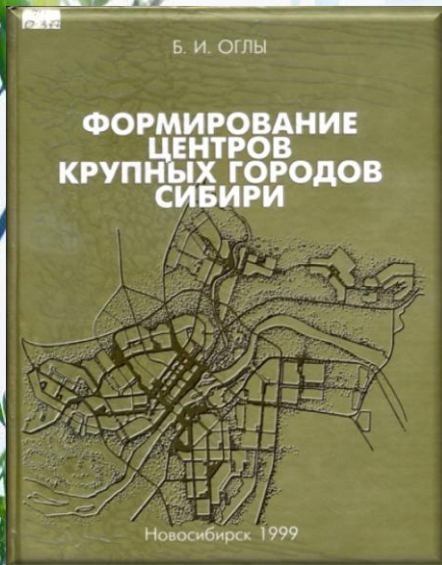 Б. И. ОГЛЫ
ФОРМИРОВАНИЕ
ЦЕНТРОВ
КРУПНЫХ ГОРОДОВ
СИБИРИ
Новосибирск 1999